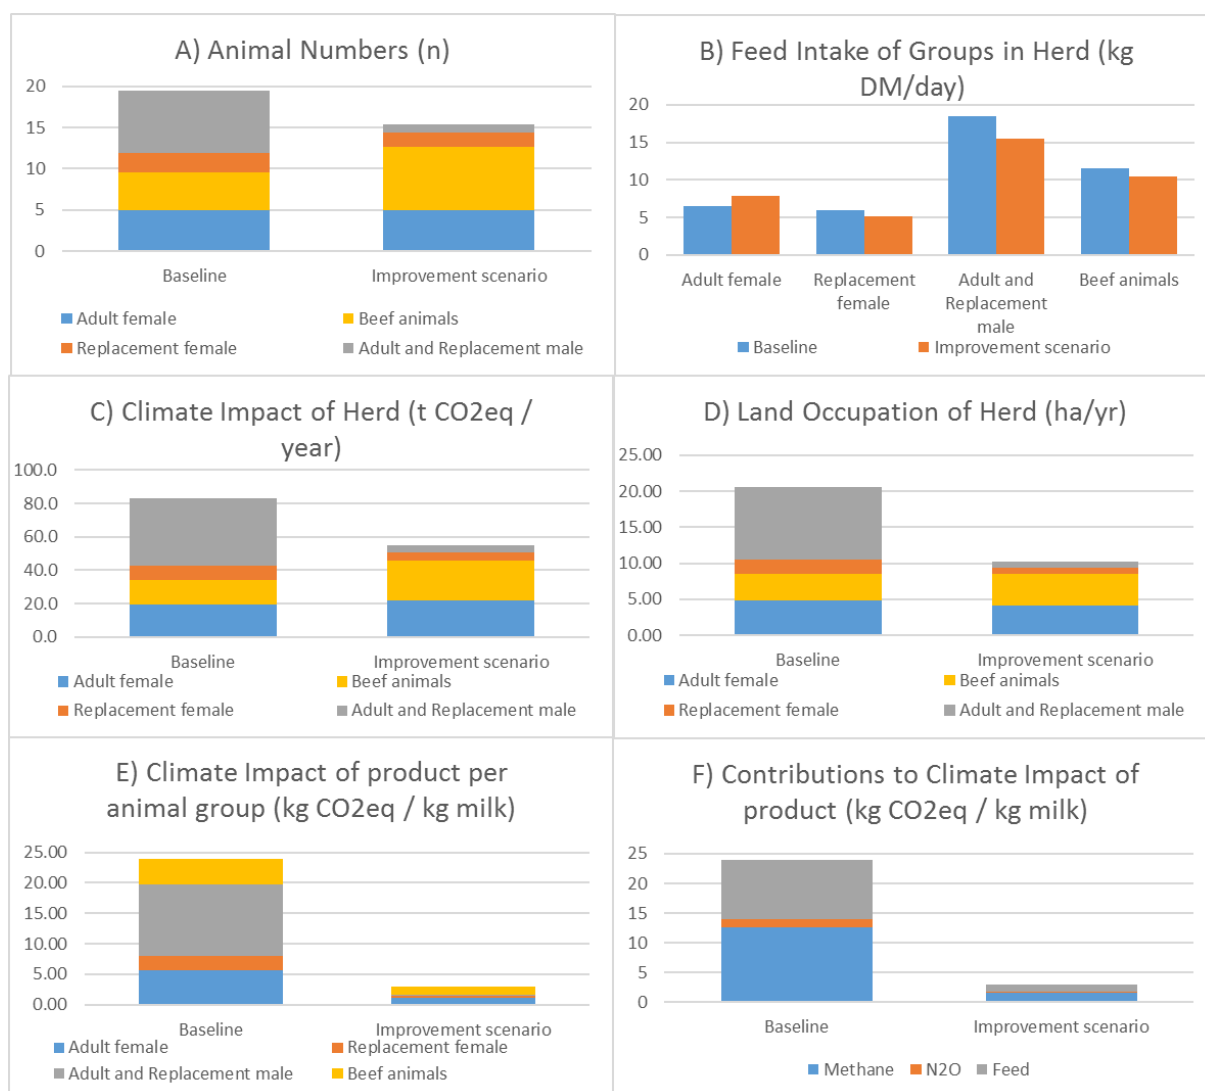 A) Animal Numbers (n)
20
15
10
5
0
Baseline
Improvement scenario
Adult female
Beef animals
Replacement female
Adult and Replacement male
B) Feed Intake of Groups in Herd (kg
DM/day)
20
15
10
5
0
Adult female
Replacement
female
Adult and
Replacement
male
Beef animals
Baseline
Improvement scenario
C) Climate Impact of Herd (t CO2eq /
year)
100.0
80.0
60.0
40.0
20.0
0.0
Baseline
Improvement scenario
Adult female
Beef animals
Replacement female
Adult and Replacement male
D) Land Occupation of Herd (ha/yr)
25.00
20.00
15.00
10.00
5.00
0.00
Baseline
Improvement scenario
Adult female
Beef animals
Replacement female
Adult and Replacement male
E) Climate Impact of product per
animal group (kg CO2eq / kg milk)
25.00
20.00
15.00
10.00
5.00
0.00
Baseline
Improvement scenario
Adult female
Replacement female
Adult and Replacement male
Beef animals
F) Contributions to Climate Impact of
product (kg CO2eq / kg milk)
25
20
15
10
5
0
Baseline
Improvement scenario
Methane
N2O
Feed